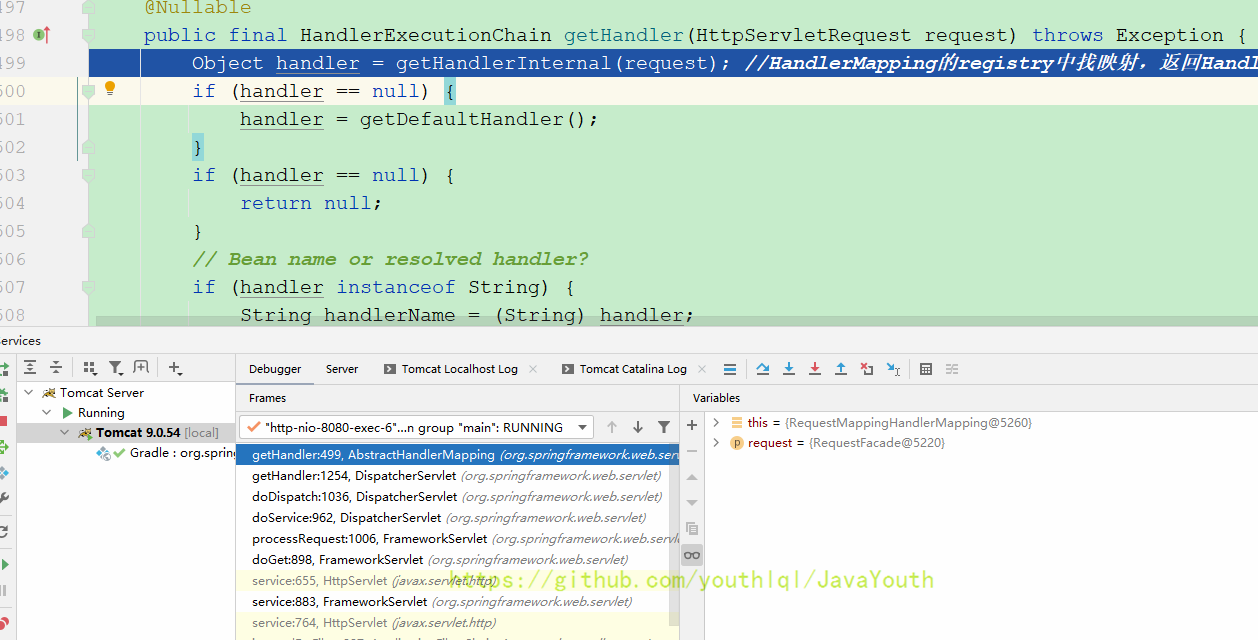 497 @Nullable
498 public final HandlerExecutionChain getHandler(HttpServletRequest request) throws Exception {
499 Object handler = getHandlerInternal(request); //HandlerMapping的registry中找映射，返回Handl
500 if (handler == null) {
501 handler = getDefaultHandler();
502 }
503 if (handler == null) {
504 return null;
505 }
506 // Bean name or resolved handler?
507 if (handler instanceof String) {
508 String handlerName = (String) handler;
ervices
Debugger Server Tomcat Localhost Log Tomcat Catalina Log
Tomcat Server
Running
Tomcat 9.0.54 [local]
Gradle : org.spring
Frames
"http-nio-8080-exec-6"...n group "main": RUNNING
getHandler:499, AbstractHandlerMapping (org.springframework.web.serv
getHandler:1254, DispatcherServlet (org.springframework.web.servlet)
doDispatch:1036, DispatcherServlet (org.springframework.web.servlet)
doService:962, DispatcherServlet (org.springframework.web.servlet)
processRequest:1006, FrameworkServlet (org.springframework.web.servle
doGet:898, FrameworkServlet (org.springframework.web.servlet)
service:655, HttpServlet (javax.servlet.http)
service:883, FrameworkServlet (org.springframework.web.servlet)
service:764, HttpServlet (javax.servlet.http)
Variables
this = {RequestMappingHandlerMapping@5260}
request = {RequestFacade@5220}
https://github.com/youthlql/JavaYouth